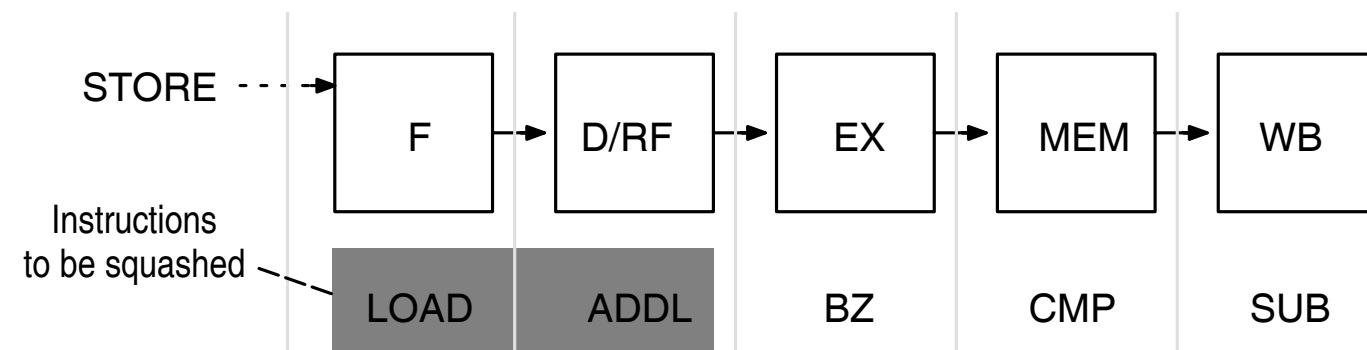 STORE
F D/RF EX MEM WB
Instructions
to be squashed
LOAD ADDL BZ CMP SUB